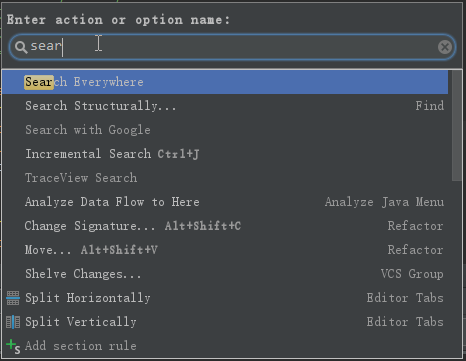 Enter action or option name:
sear
Search Everywhere
Search Structurally... Find
Search with Google
Incremental Search Ctrl+J
TraceView Search
Analyze Data Flow to Here Analyze Java Menu
Change Signature... Alt+Shift+C Refactor
Move... Alt+Shift+V Refactor
Shelve Changes... VCS Group
Split Horizontally Editor Tabs
Split Vertically Editor Tabs
Add section rule